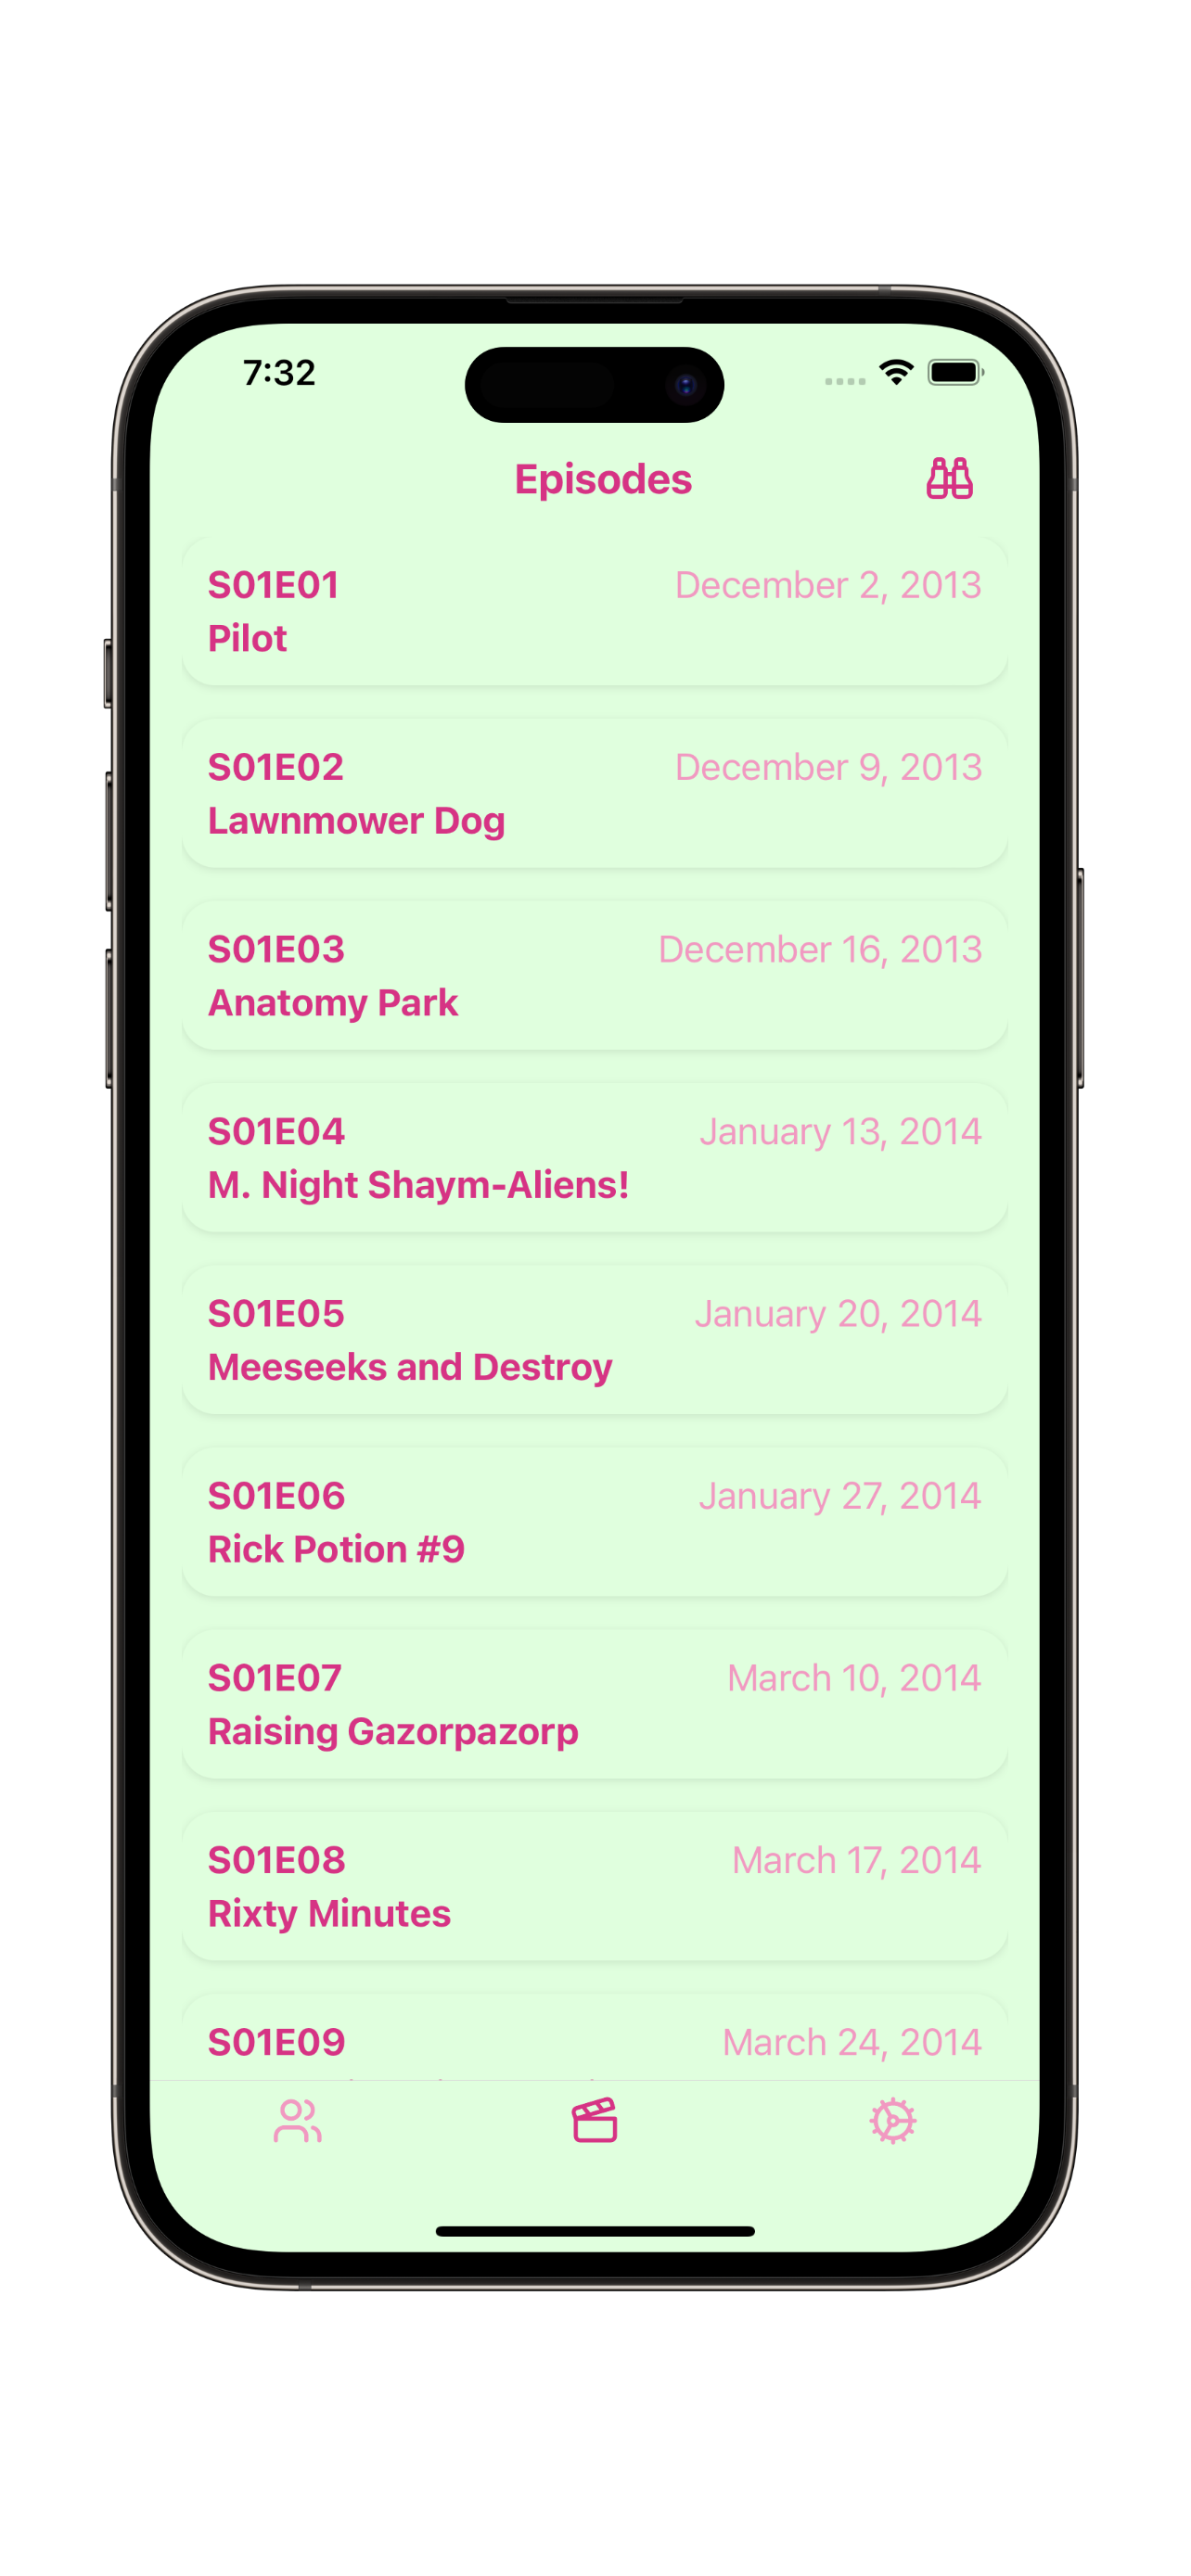 7:32
Episodes
S01E01 December 2, 2013
Pilot
S01E02 December 9, 2013
Lawnmower Dog
S01E03 December 16, 2013
Anatomy Park
S01E04 January 13, 2014
M. Night Shaym-Aliens!
S01E05 January 20, 2014
Meeseeks and Destroy
S01E06 January 27, 2014
Rick Potion #9
S01E07 March 10, 2014
Raising Gazorpazorp
S01E08 March 17, 2014
Rixty Minutes
S01E09 March 24, 2014